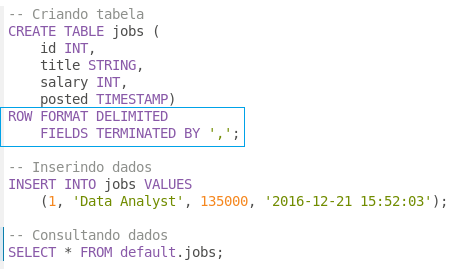 -- Criando tabela
CREATE TABLE jobs (
    id INT,
    title STRING,
    salary INT,
    posted TIMESTAMP)
ROW FORMAT DELIMITED
    FIELDS TERMINATED BY ',';
-- Inserindo dados
INSERT INTO jobs VALUES
    (1, 'Data Analyst', 135000, '2016-12-21 15:52:03');
-- Consultando dados
SELECT * FROM default.jobs;